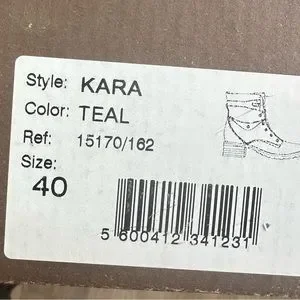 Style: KARA
Color: TEAL
Ref: 15170/162
Size:
40
5 600412 341231